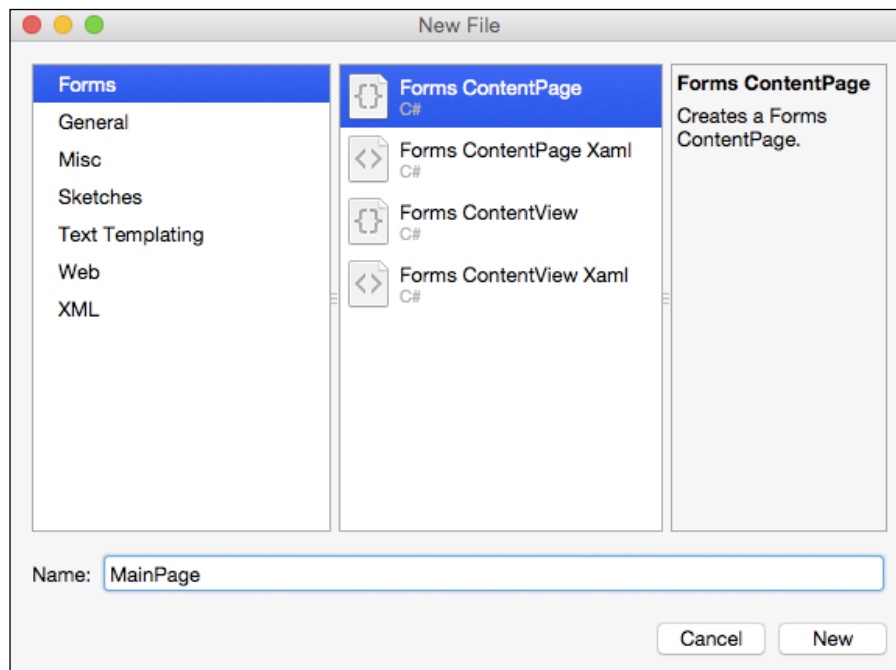 New File
Forms
General
Misc
Sketches
Text Templating
Web
XML
{} Forms ContentPage
C#
<> Forms ContentPage Xaml
C#
{} Forms ContentView
C#
<> Forms ContentView Xaml
C#
Forms ContentPage
Creates a Forms
ContentPage.
Name: MainPage
Cancel New